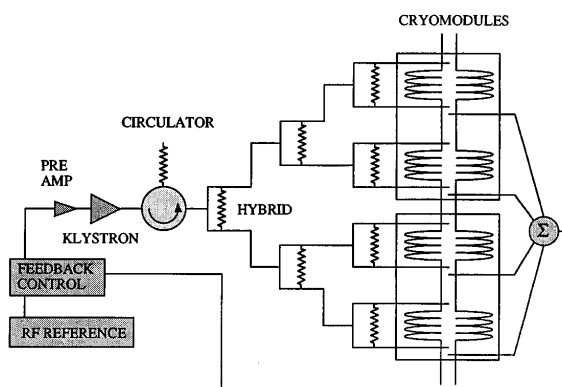 CRYOMODULES
CIRCULATOR
PRE
AMP
HYBRID
KLYSTRON
Σ
FEEDBACK
CONTROL
RF REFERENCE